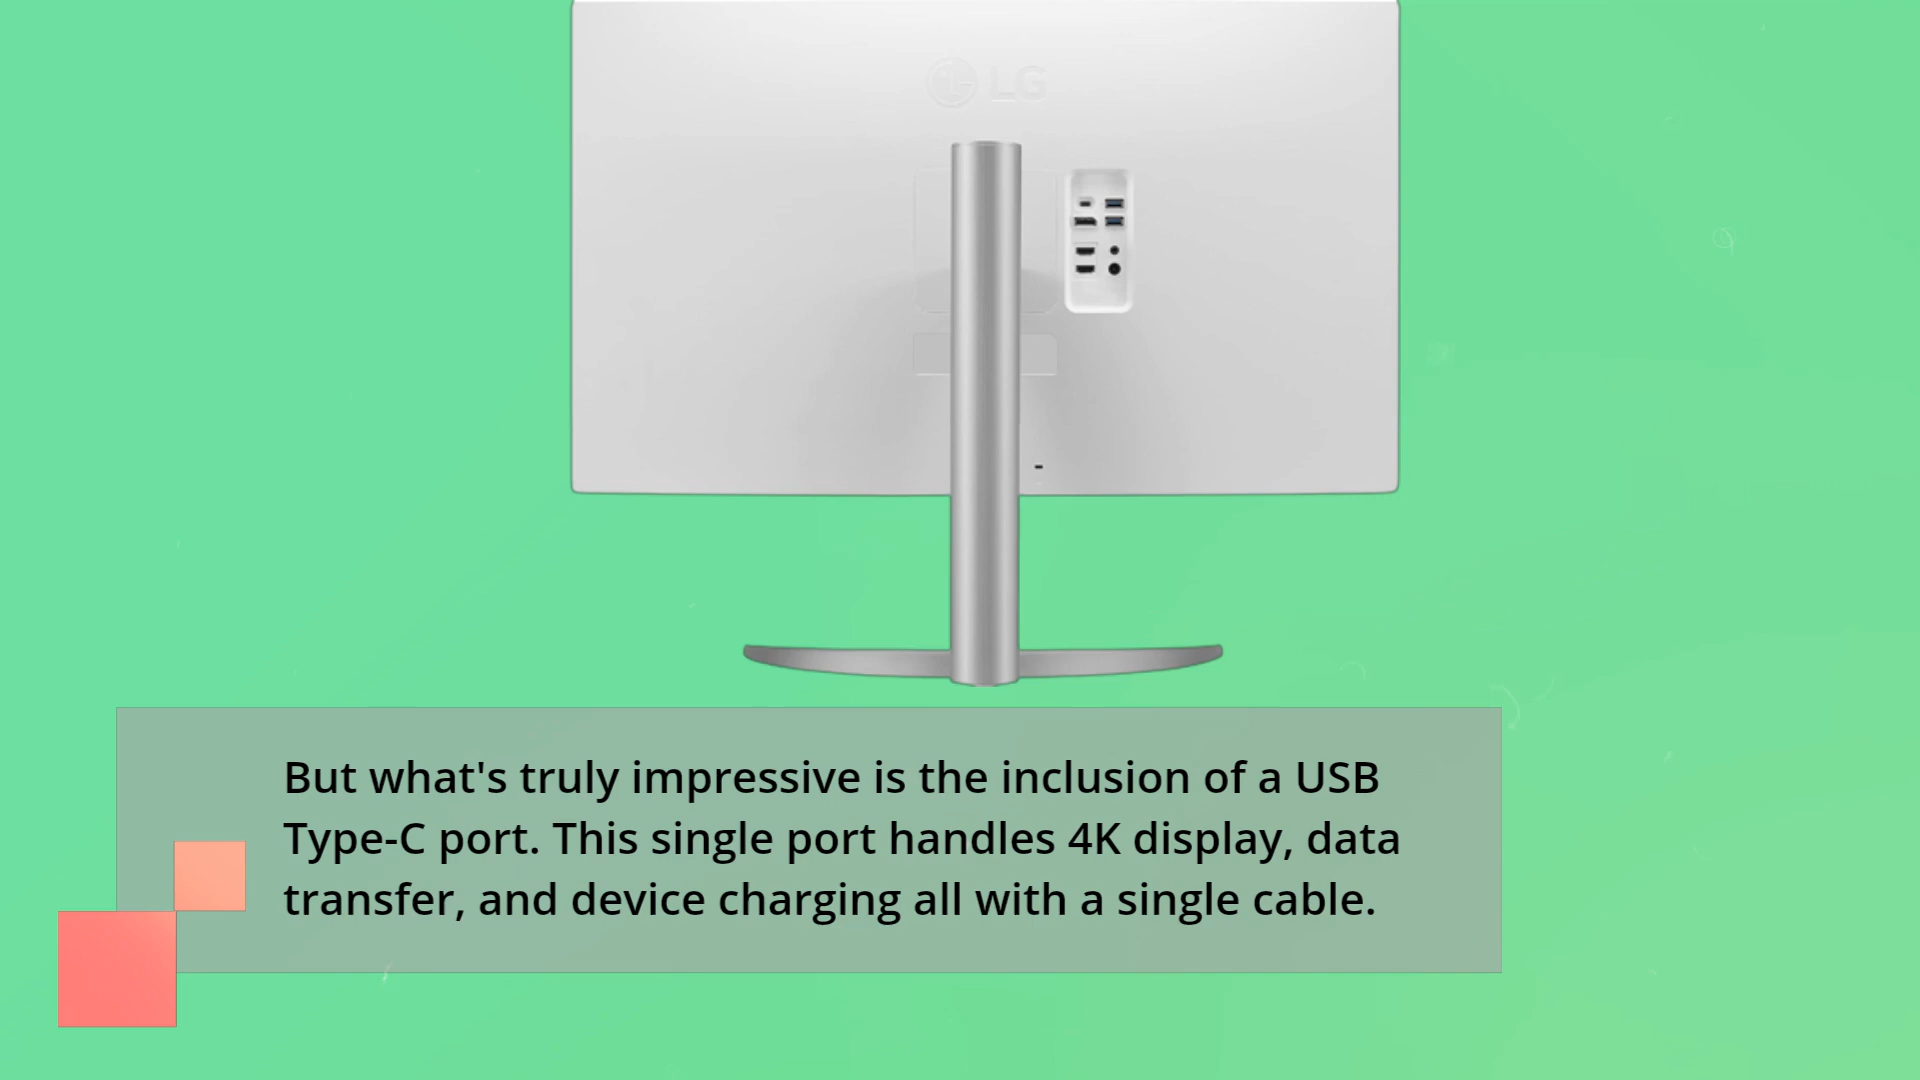 LG
But what's truly impressive is the inclusion of a USB
Type-C port. This single port handles 4K display, data
transfer, and device charging all with a single cable.